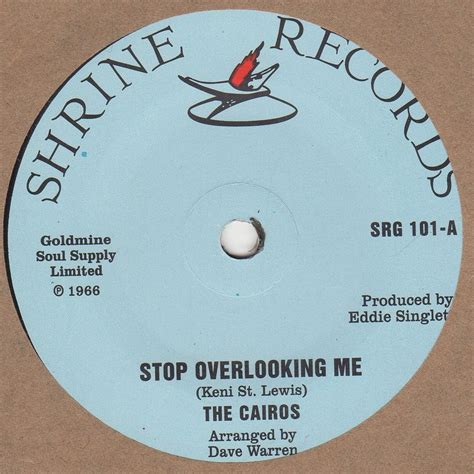 SHRINE RECORDS
Goldmine
Soul Supply
Limited
℗ 1966
SRG 101-A
Produced by
Eddie Singlet
STOP OVERLOOKING ME
(Keni St. Lewis)
THE CAIROS
Arranged by
Dave Warren